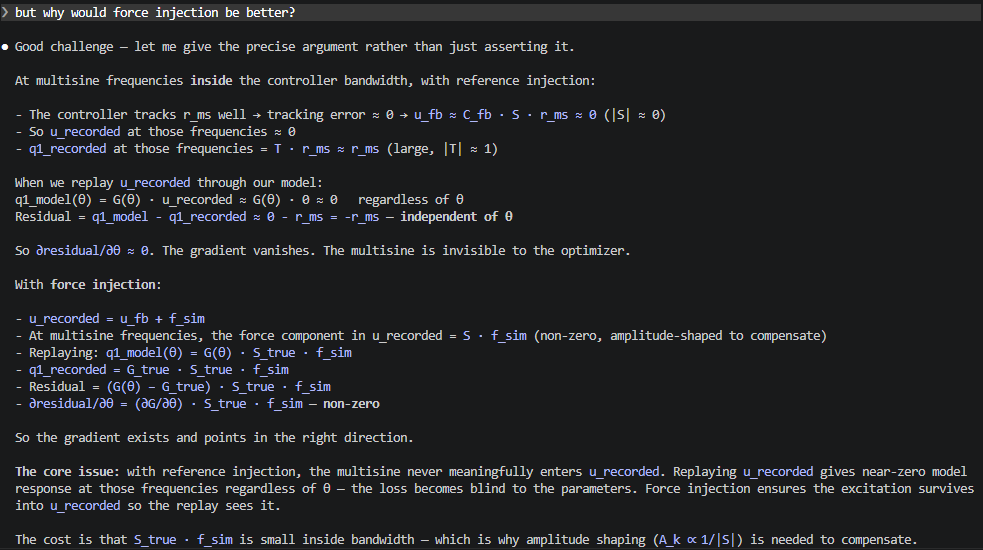 > but why would force injection be better?
● Good challenge — let me give the precise argument rather than just asserting it.
At multisine frequencies inside the controller bandwidth, with reference injection:
- The controller tracks r_ms well → tracking error ≈ 0 → u_fb ≈ C_fb · S · r_ms ≈ 0 (|S| ≈ 0)
- So u_recorded at those frequencies ≈ 0
- q1_recorded at those frequencies = T · r_ms ≈ r_ms (large, |T| ≈ 1)
When we replay u_recorded through our model:
q1_model(θ) = G(θ) · u_recorded ≈ G(θ) · 0 ≈ 0   regardless of θ
Residual = q1_model - q1_recorded ≈ 0 - r_ms = -r_ms — independent of θ
So ∂residual/∂θ ≈ 0. The gradient vanishes. The multisine is invisible to the optimizer.
With force injection:
- u_recorded = u_fb + f_sim
- At multisine frequencies, the force component in u_recorded = S · f_sim (non-zero, amplitude-shaped to compensate)
- Replaying: q1_model(θ) = G(θ) · S_true · f_sim
- q1_recorded = G_true · S_true · f_sim
- Residual = (G(θ) - G_true) · S_true · f_sim
- ∂residual/∂θ = (∂G/∂θ) · S_true · f_sim — non-zero
So the gradient exists and points in the right direction.
The core issue: with reference injection, the multisine never meaningfully enters u_recorded. Replaying u_recorded gives near-zero model
response at those frequencies regardless of θ — the loss becomes blind to the parameters. Force injection ensures the excitation survives
into u_recorded so the replay sees it.
The cost is that S_true · f_sim is small inside bandwidth — which is why amplitude shaping (A_k ∝ 1/|S|) is needed to compensate.